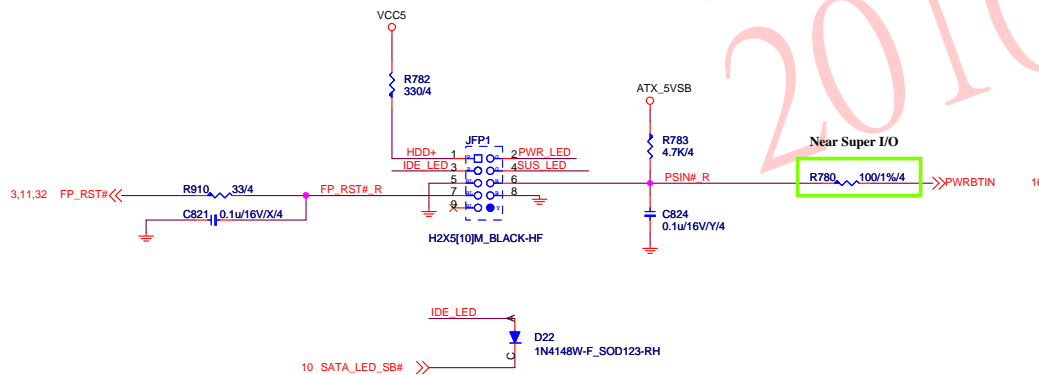 2010
VCC5
R782
330/4
ATX_5VSB
R783
4.7K/4
Near Super I/O
JFP1
HDD+ 1 2 PWR_LED
IDE_LED 3 4 SUS_LED
5 6 PSIN#_R R780 100/1%/4 PWRBTIN 16
3,11,32 FP_RST# R910 33/4 FP_RST#_R 7 8
9
C821 0.1u/16V/X/4
C824
0.1u/16V/Y/4
H2X5[10]M_BLACK-HF
IDE_LED A
D22
1N4148W-F_SOD123-RH
C
10 SATA_LED_SB#